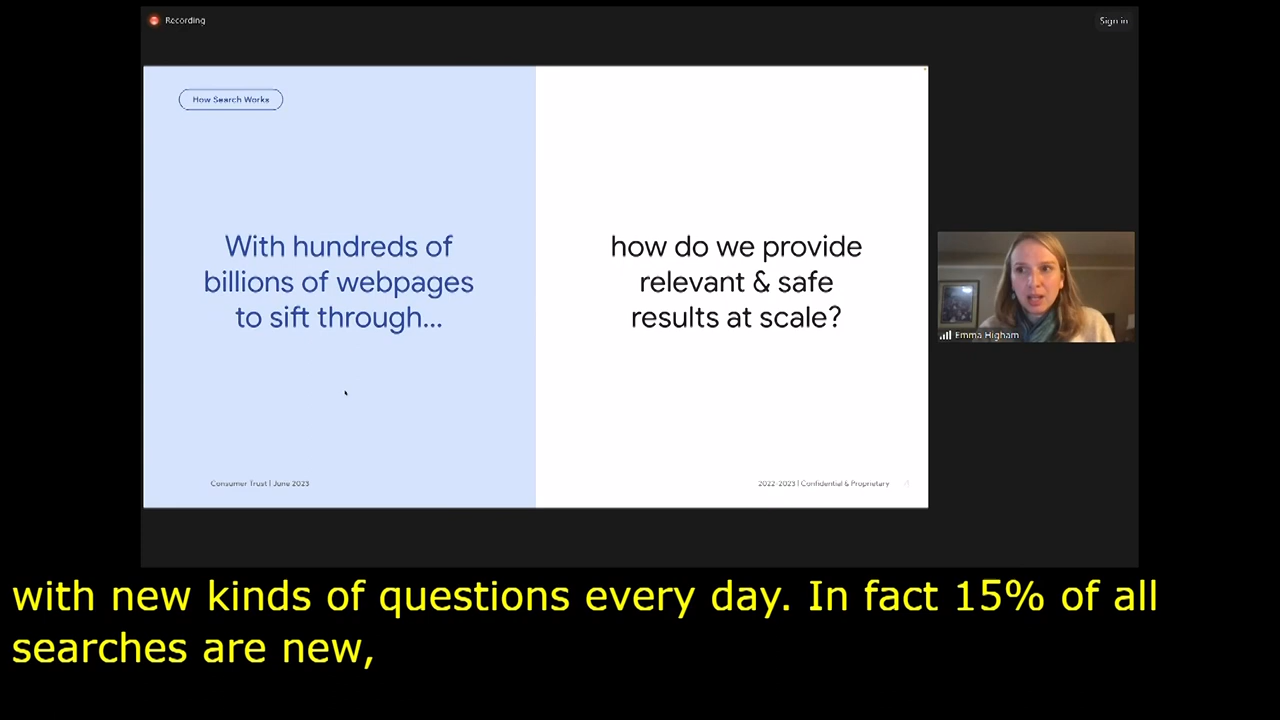 Recording
Sign in
How Search Works
With hundreds of
billions of webpages
to sift through...
how do we provide
relevant & safe
results at scale?
Emma Higham
Consumer Trust | June 2023
2022-2023 | Confidential & Proprietary
with new kinds of questions every day. In fact 15% of all
searches are new,